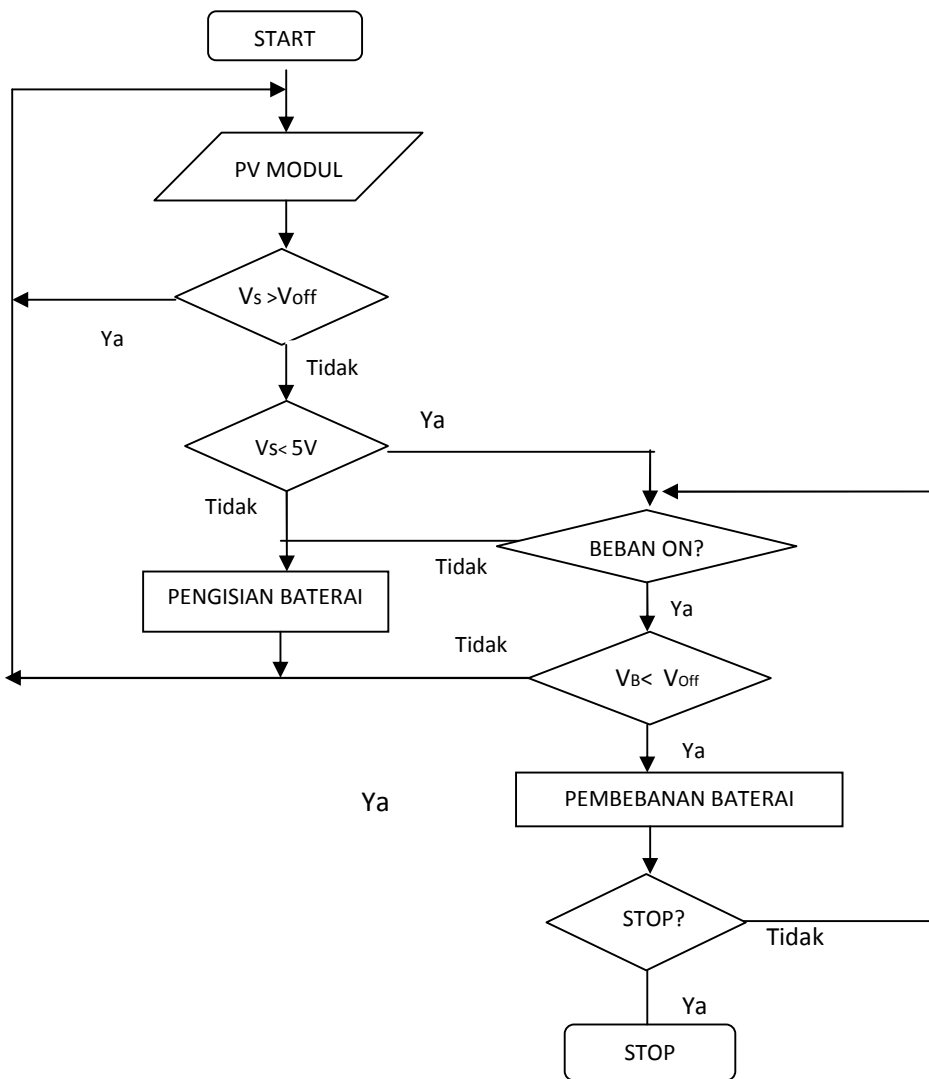 START
PV MODUL
Vs >Voff
Ya
Tidak
Ya
Vs< 5V
Tidak
BEBAN ON?
Tidak
PENGISIAN BATERAI
Ya
Tidak
VB< VOff
Ya
Ya
PEMBEBANAN BATERAI
STOP?
Tidak
Ya
STOP